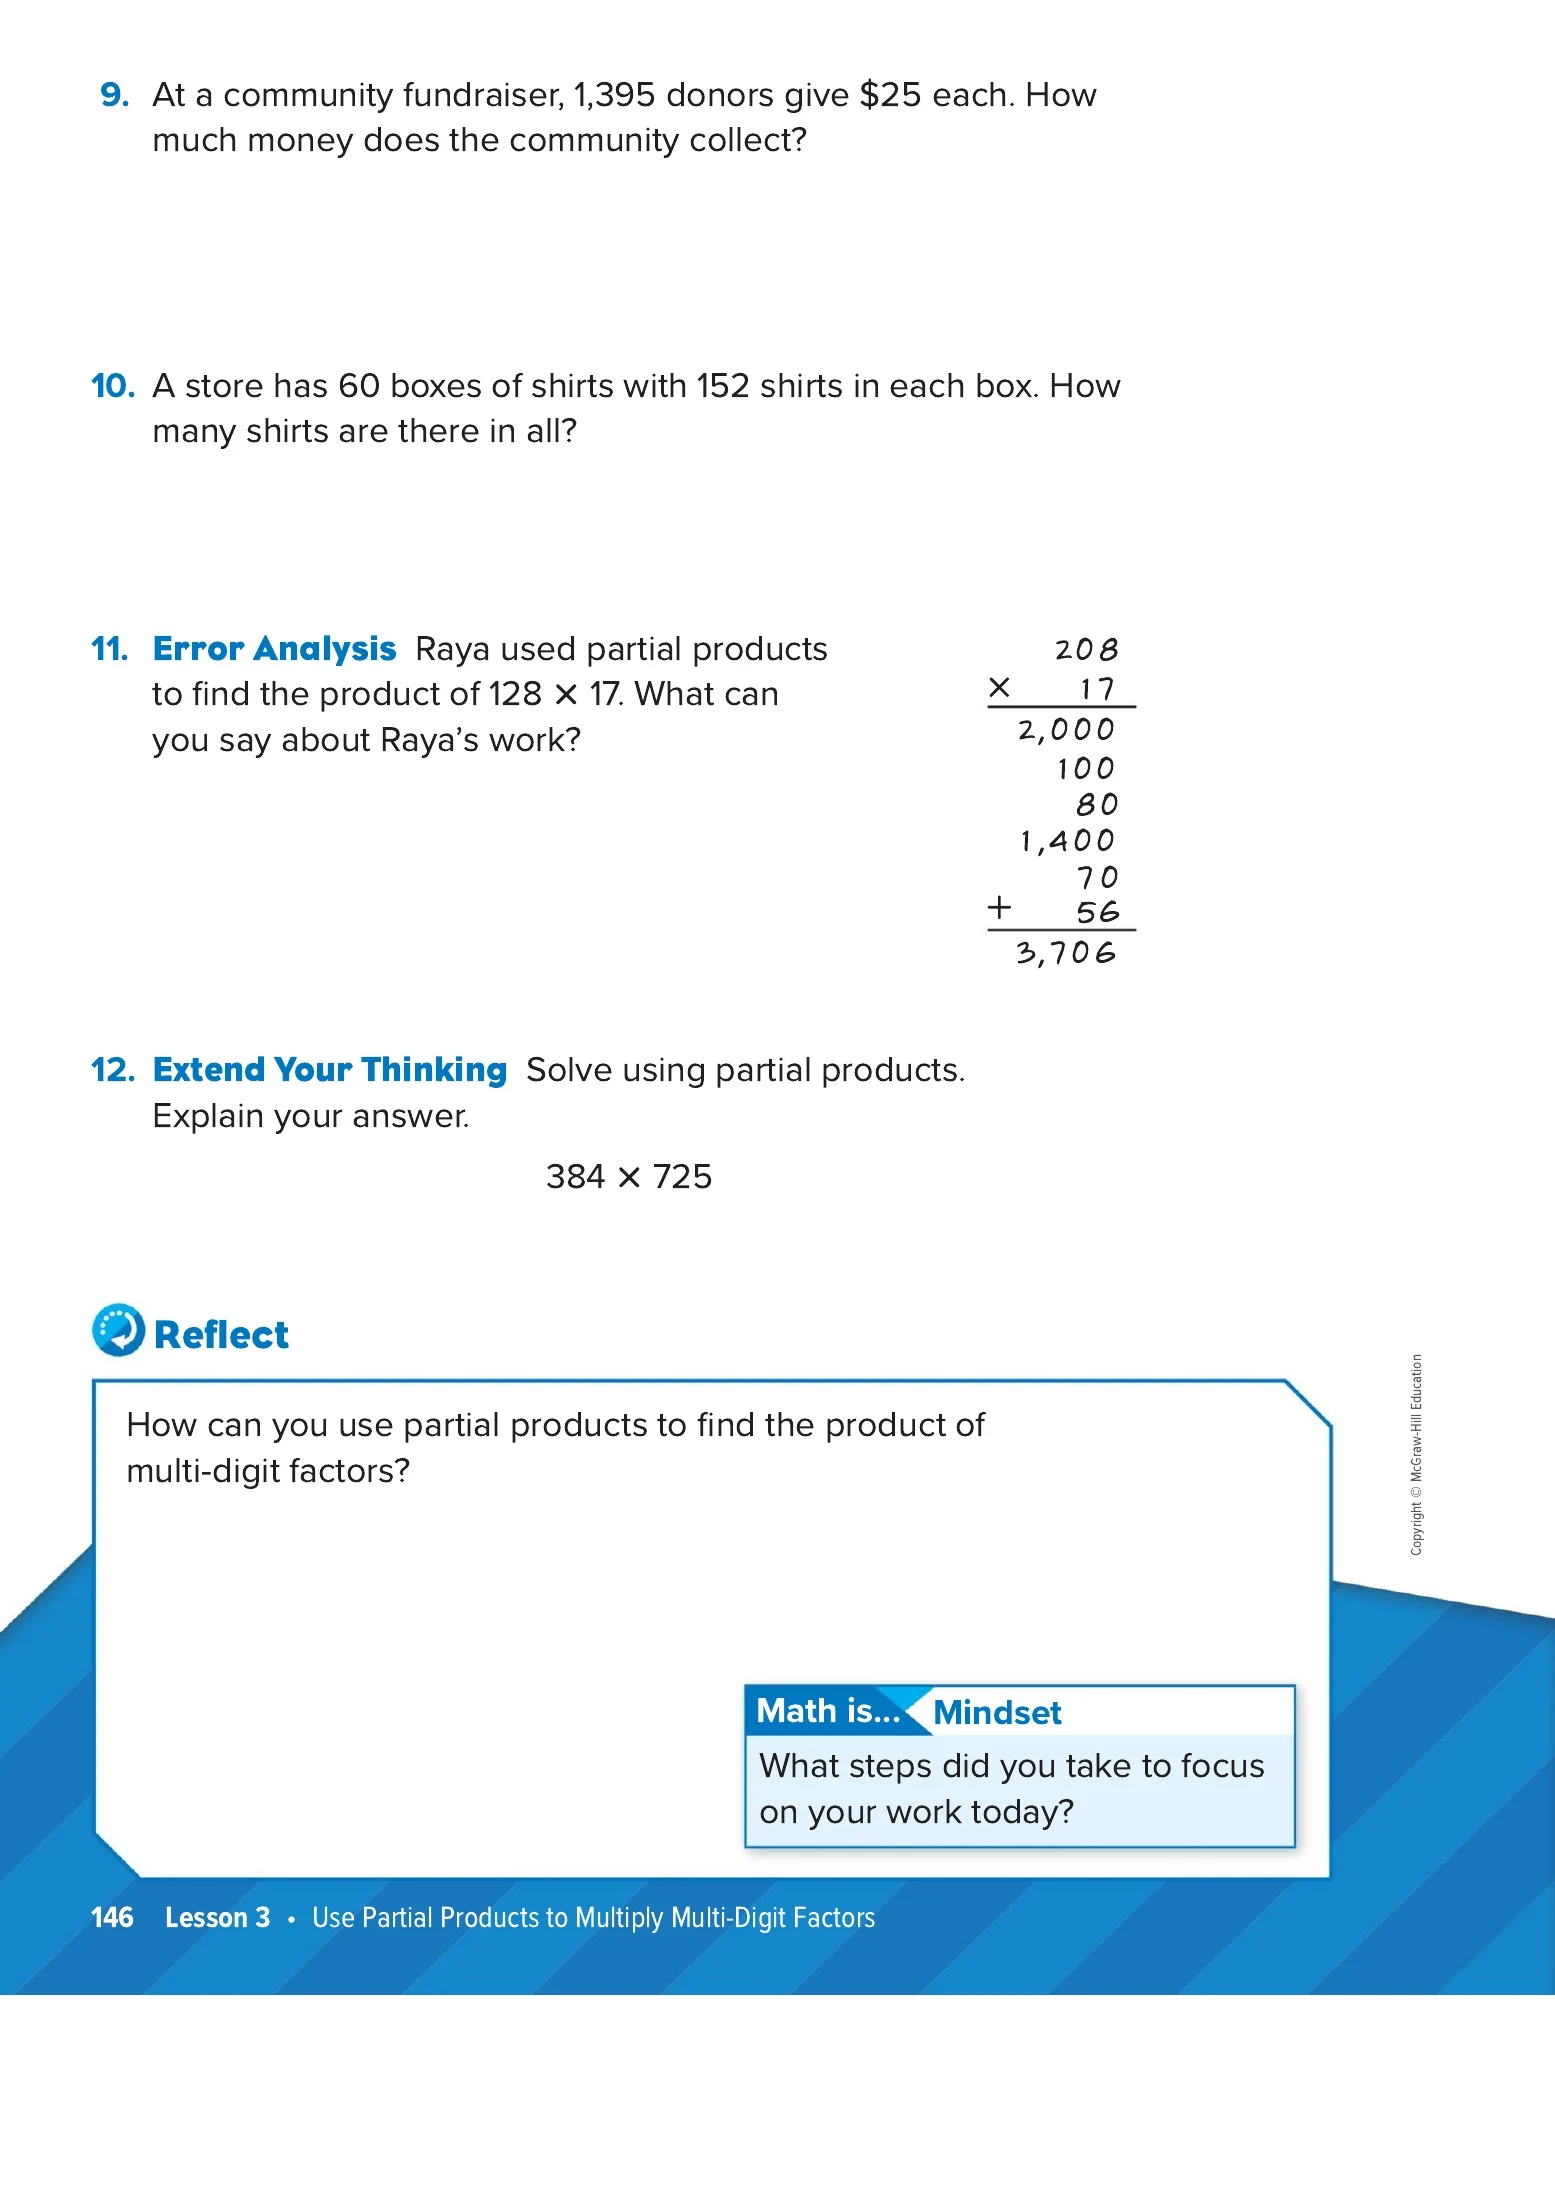 9. At a community fundraiser, 1,395 donors give $25 each. How
much money does the community collect?
10. A store has 60 boxes of shirts with 152 shirts in each box. How
many shirts are there in all?
11. Error Analysis Raya used partial products
to find the product of 128 × 17. What can
you say about Raya’s work?
208
× 17
2,000
100
80
1,400
70
+ 56
3,706
12. Extend Your Thinking Solve using partial products.
Explain your answer.
384 × 725
Reflect
How can you use partial products to find the product of
multi-digit factors?
Math is... Mindset
What steps did you take to focus
on your work today?
Copyright © McGraw-Hill Education
146 Lesson 3 • Use Partial Products to Multiply Multi-Digit Factors